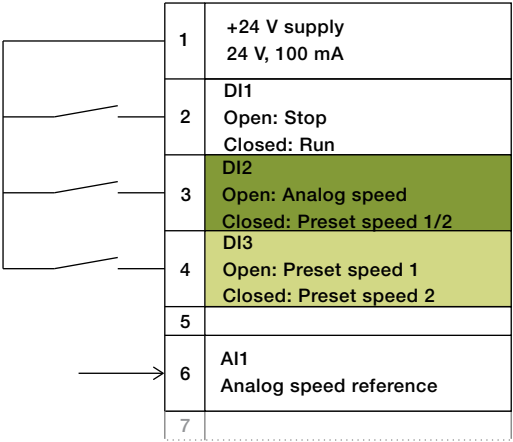 1
+24 V supply
24 V, 100 mA
2
DI1
Open: Stop
Closed: Run
3
DI2
Open: Analog speed
Closed: Preset speed 1/2
4
DI3
Open: Preset speed 1
Closed: Preset speed 2
5
6
AI1
Analog speed reference
7